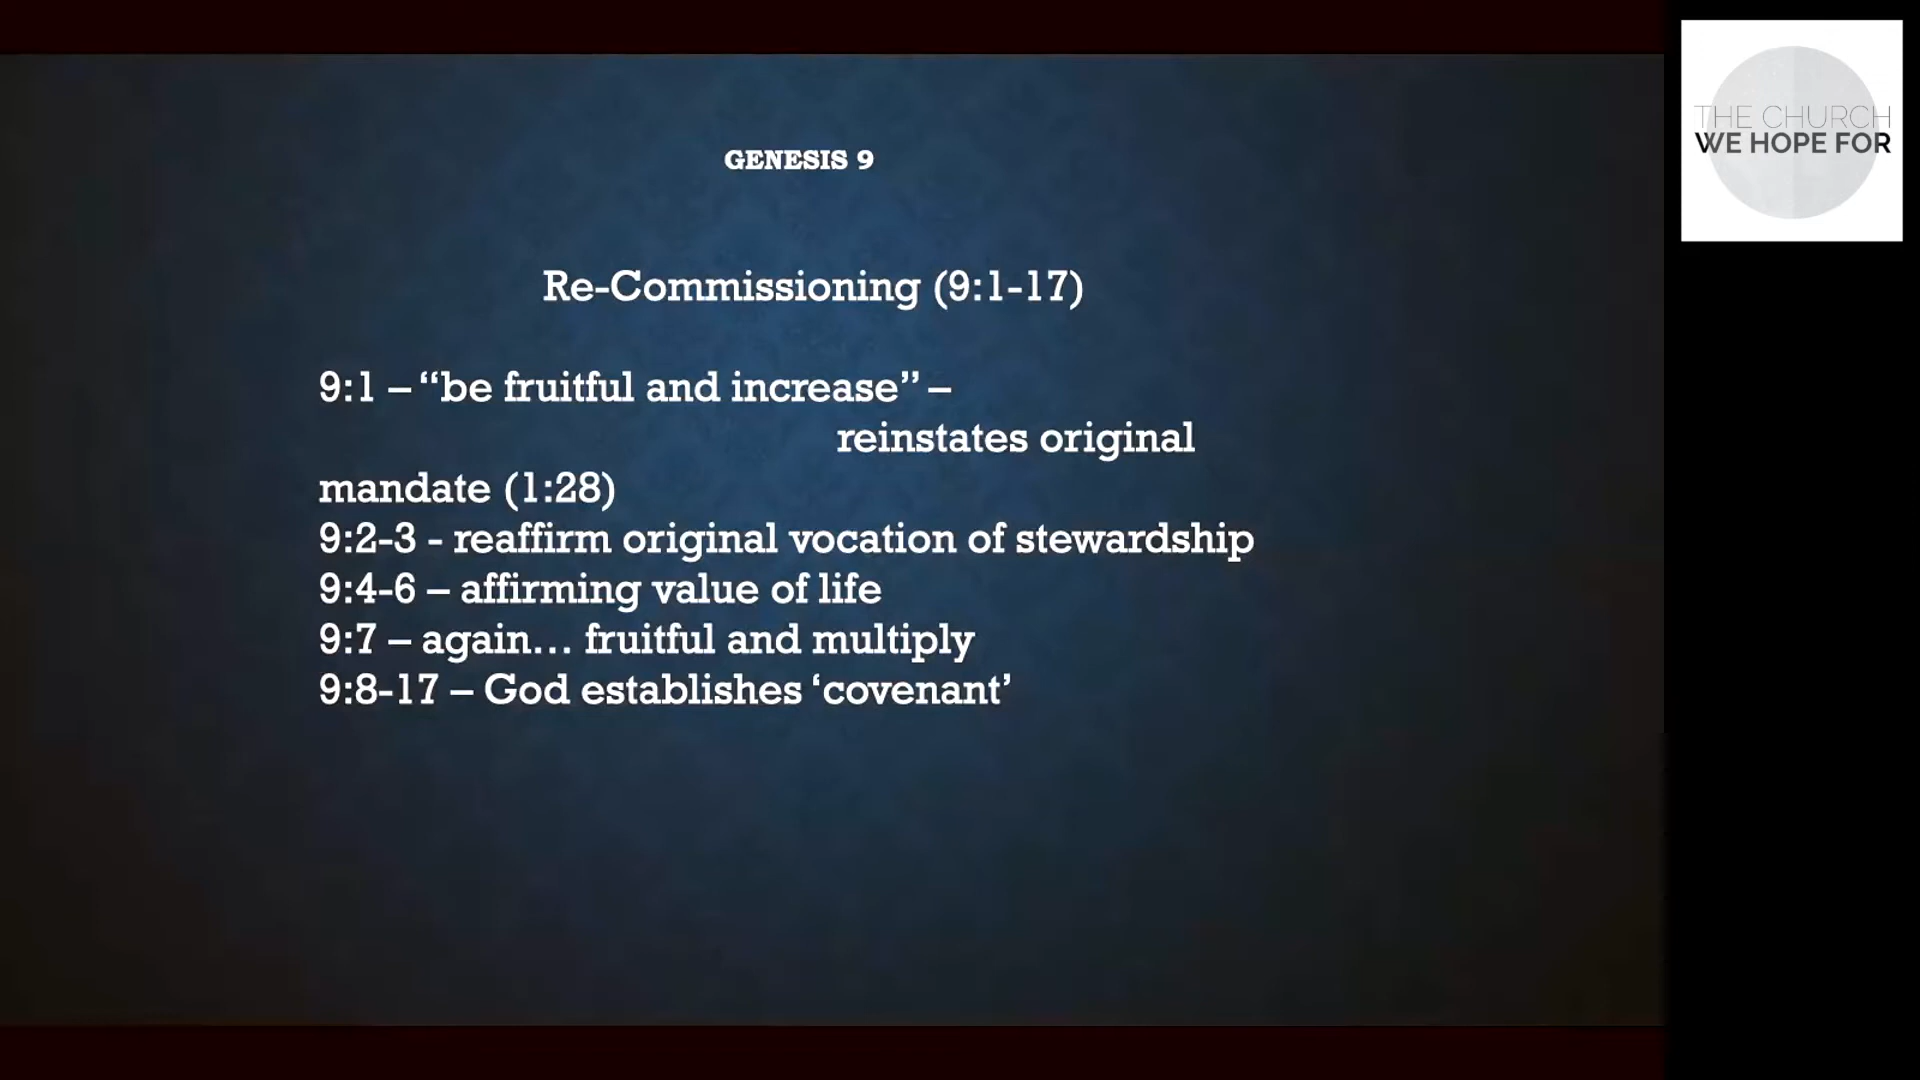 GENESIS 9
Re-Commissioning (9:1-17)
9:1 – “be fruitful and increase” –
reinstates original
mandate (1:28)
9:2-3 - reaffirm original vocation of stewardship
9:4-6 – affirming value of life
9:7 – again… fruitful and multiply
9:8-17 – God establishes ‘covenant’
THE CHURCH
WE HOPE FOR